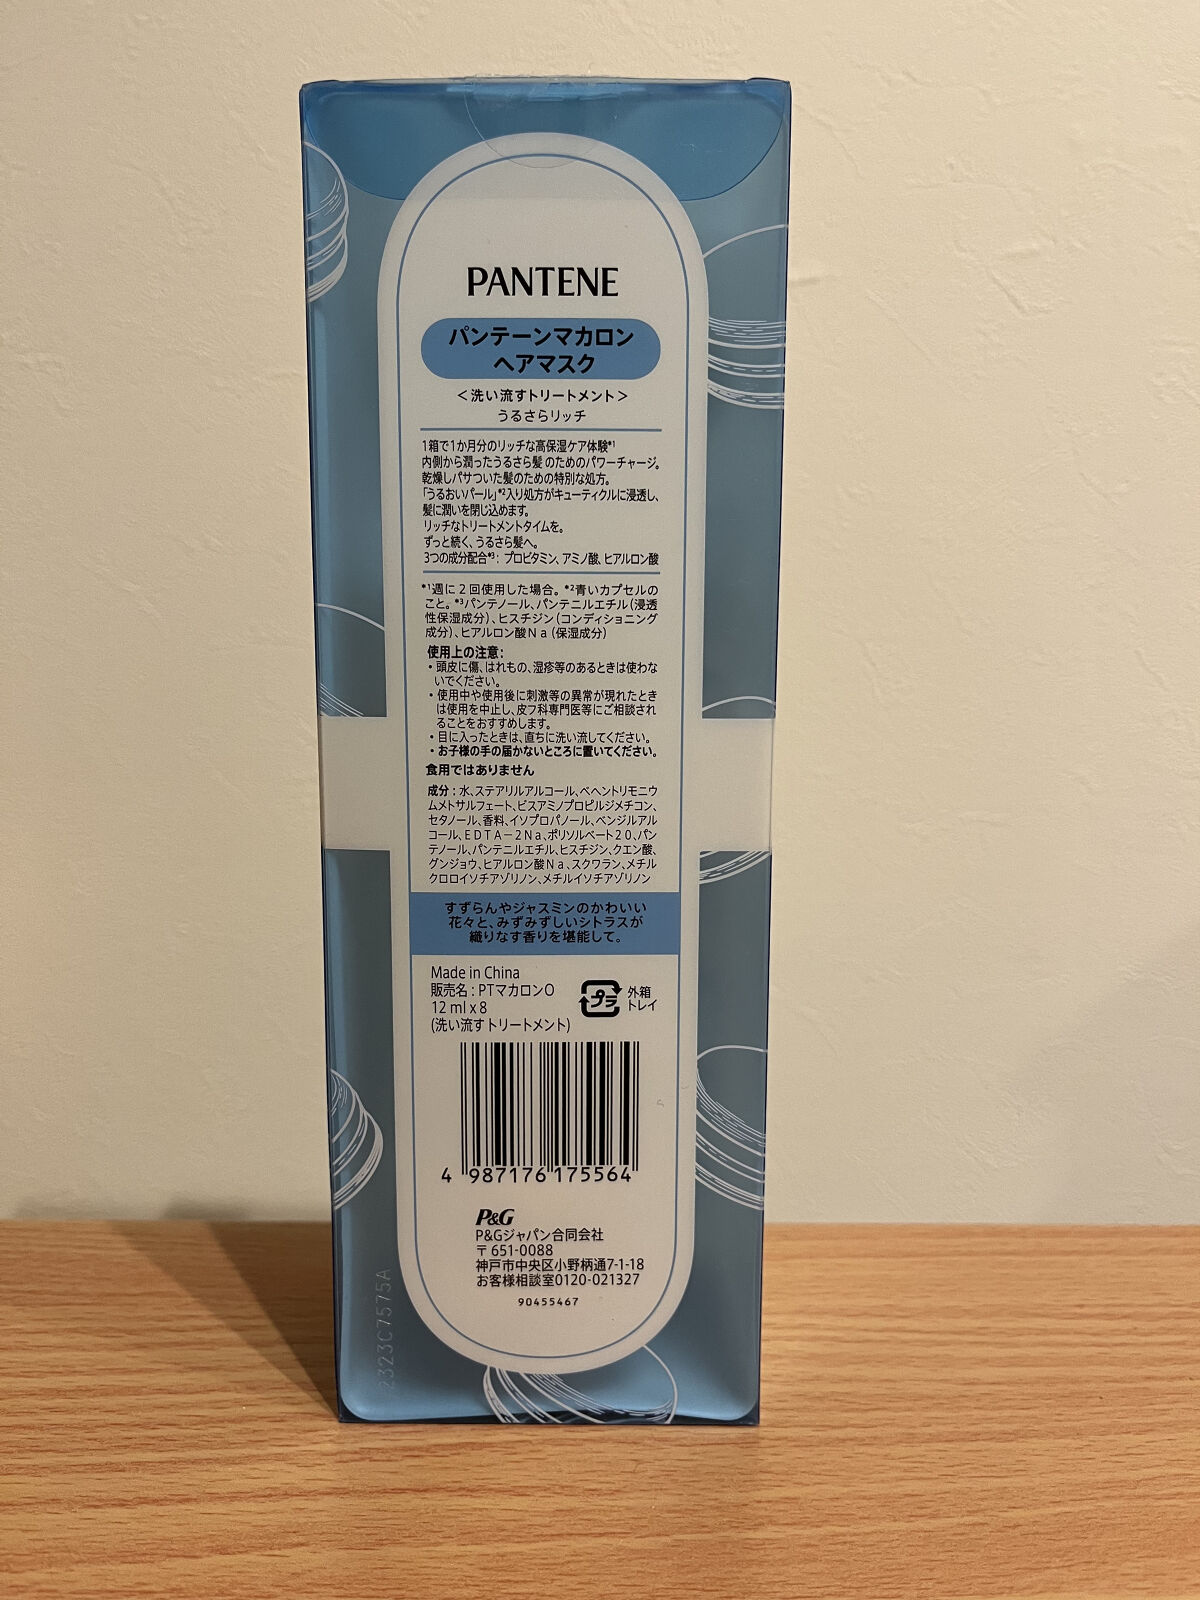 PANTENE
パンテーンマカロン
ヘアマスク
＜洗い流すトリートメント＞
うるさらリッチ
1箱で1か月分のリッチな高保湿ケア体験*1
内側から潤ったうるさら髪 のためのパワーチャージ。
乾燥しパサついた髪のための特別な処方。
「うるおいパール」*2入り処方がキューティクルに浸透し、
髪に潤いを閉じ込めます。
リッチなトリートメントタイムを。
ずっと続く、うるさら髪へ。
3つの成分配合*3: プロビタミン, アミノ酸, ヒアルロン酸
*1週に２回使用した場合。*2青いカプセルの
こと。*3パンテノール、パンテニルエチル（浸透
性保湿成分）、ヒスチジン（コンディショニング
成分）、ヒアルロン酸Ｎａ（保湿成分）
使用上の注意：
・頭皮に傷、はれもの、湿疹等のあるときは使わな
いでください。
・使用中や使用後に刺激等の異常が現れたとき
は使用を中止し、皮フ科専門医等にご相談され
ることをおすすめします。
・目に入ったときは、直ちに洗い流してください。
・お子様の手の届かないところに置いてください。
食用ではありません
成分：水、ステアリルアルコール、ベヘントリモニウ
ムメトサルフェート、ビスアミノプロピルジメチコン、
セタノール、香料、イソプロパノール、ベンジルアル
コール、ＥＤＴＡ－２Ｎａ、ポリソルベート２０、パン
テノール、パンテニルエチル、ヒスチジン、クエン酸、
グンジョウ、ヒアルロン酸Ｎａ、スクワラン、メチル
クロロイソチアゾリノン、メチルイソチアゾリノン
すずらんやジャスミンのかわいい
花々と、みずみずしいシトラスが
織りなす香りを堪能して。
Made in China
販売名：PTマカロンO
12 ml x 8
(洗い流すトリートメント)
プラ
外箱
トレイ
4 987176 175564
P&G
P&Gジャパン合同会社
〒651-0088
神戸市中央区小野柄通7-1-18
お客様相談室0120-021327
90455467
2323C7575A